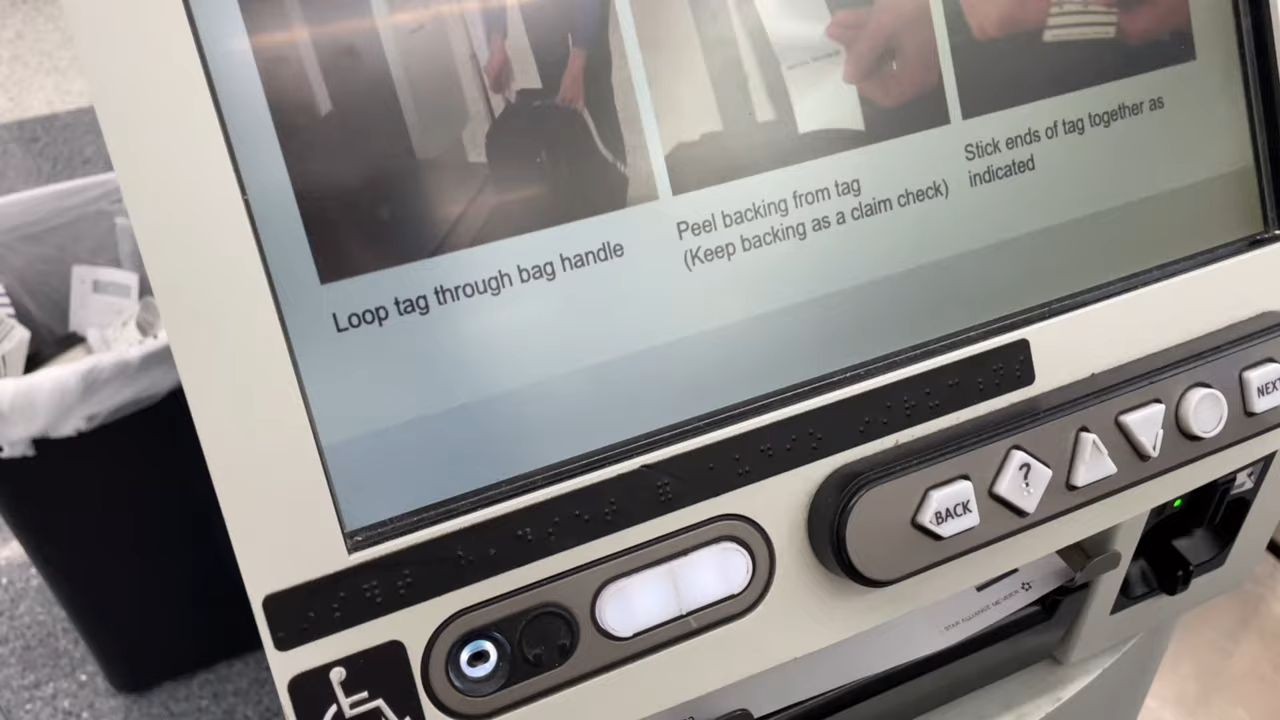 Loop tag through bag handle
Peel backing from tag
(Keep backing as a claim check)
Stick ends of tag together as
indicated
BACK
?
NEXT
STAR ALLIANCE MEMBER